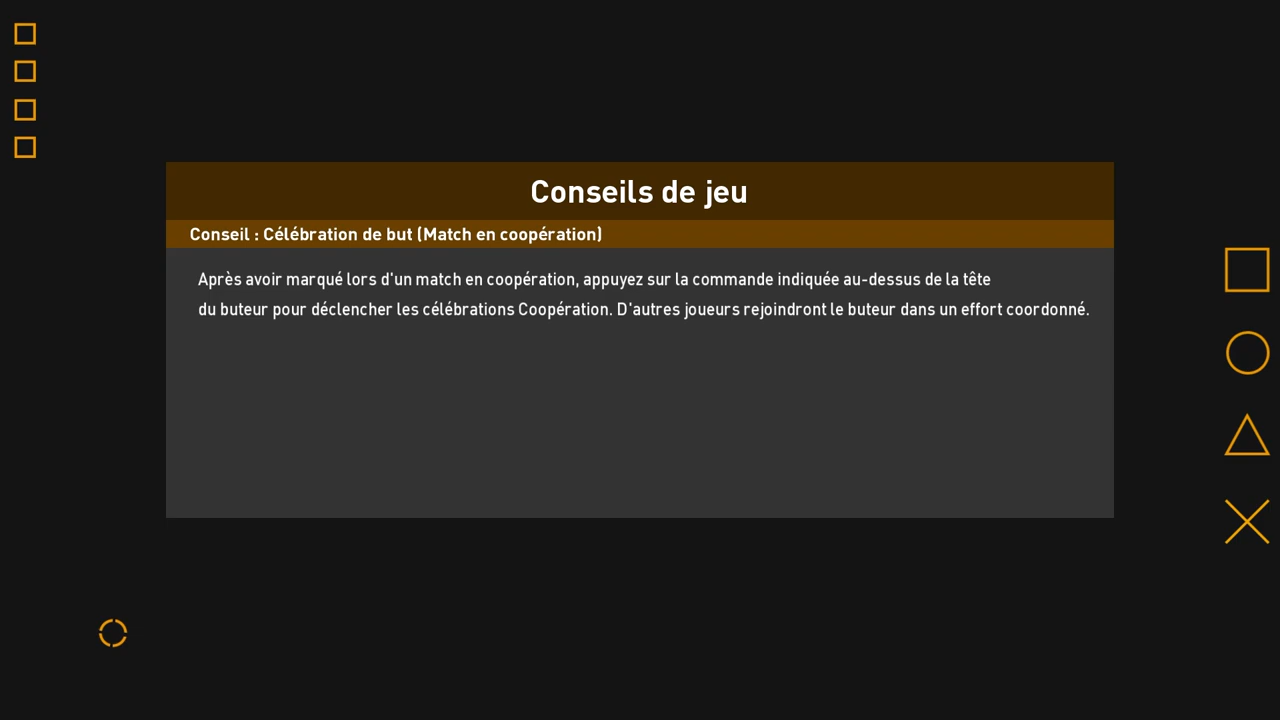 Conseils de jeu
Conseil : Célébration de but (Match en coopération)
Après avoir marqué lors d'un match en coopération, appuyez sur la commande indiquée au-dessus de la tête
du buteur pour déclencher les célébrations Coopération. D'autres joueurs rejoindront le buteur dans un effort coordonné.